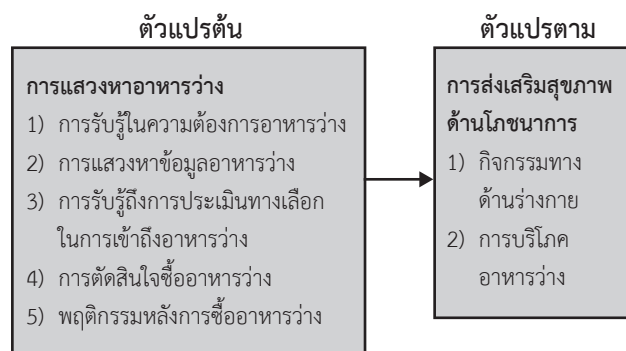 ตัวแปรต้น
การแสวงหาอาหารว่าง
1) การรับรู้ในความต้องการอาหารว่าง
2) การแสวงหาข้อมูลอาหารว่าง
3) การรับรู้ถึงการประเมินทางเลือก
ในการเข้าถึงอาหารว่าง
4) การตัดสินใจซื้ออาหารว่าง
5) พฤติกรรมหลังการซื้ออาหารว่าง
ตัวแปรตาม
การส่งเสริมสุขภาพ
ด้านโภชนาการ
1) กิจกรรมทาง
ด้านร่างกาย
2) การบริโภค
อาหารว่าง